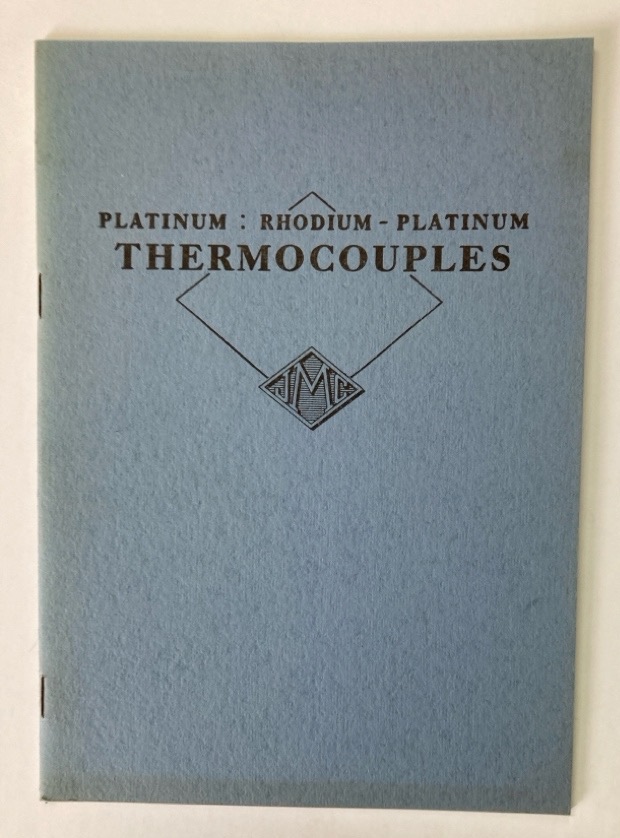 PLATINUM : RHODIUM - PLATINUM
THERMOCOUPLES
JMC